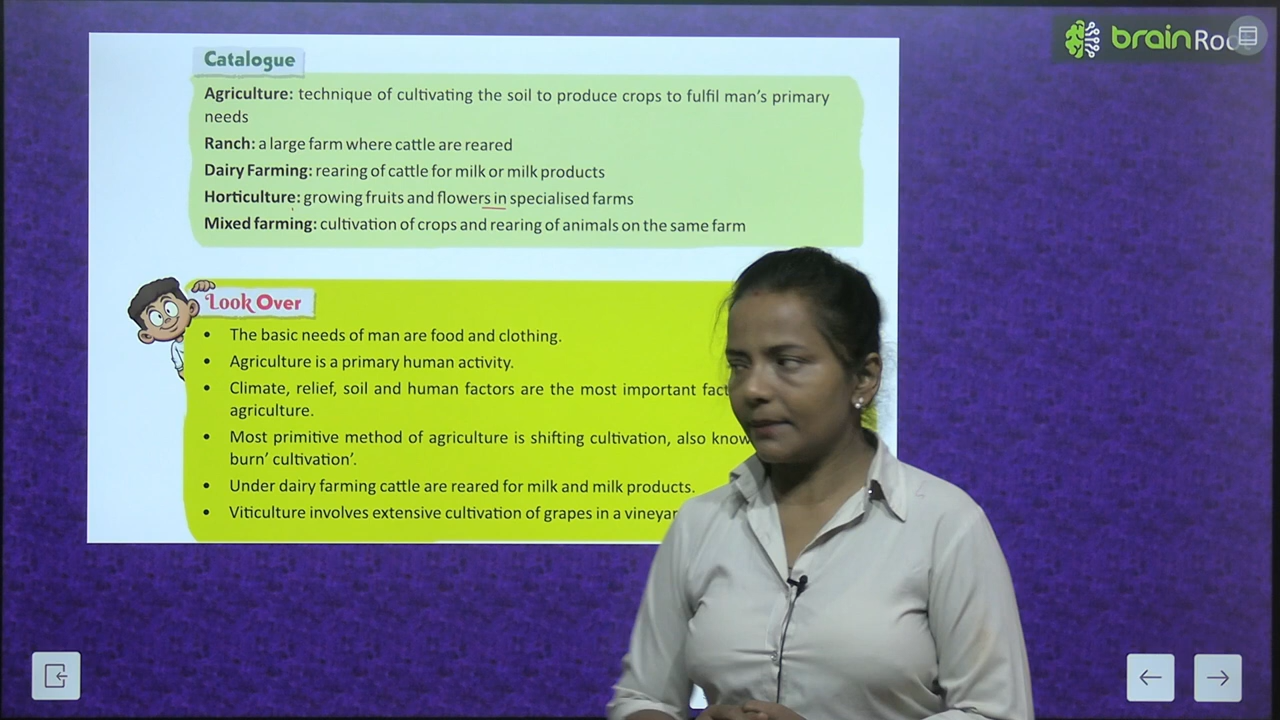 brainRoo
Catalogue
Agriculture: technique of cultivating the soil to produce crops to fulfil man's primary
needs
Ranch: a large farm where cattle are reared
Dairy Farming: rearing of cattle for milk or milk products
Horticulture: growing fruits and flowers in specialised farms
Mixed farming: cultivation of crops and rearing of animals on the same farm
Look Over
• The basic needs of man are food and clothing.
• Agriculture is a primary human activity.
• Climate, relief, soil and human factors are the most important
agriculture.
• Most primitive method of agriculture is shifting cultivation, also
burn' cultivation'.
• Under dairy farming cattle are reared for milk and milk products.
• Viticulture involves extensive cultivation of grapes in a